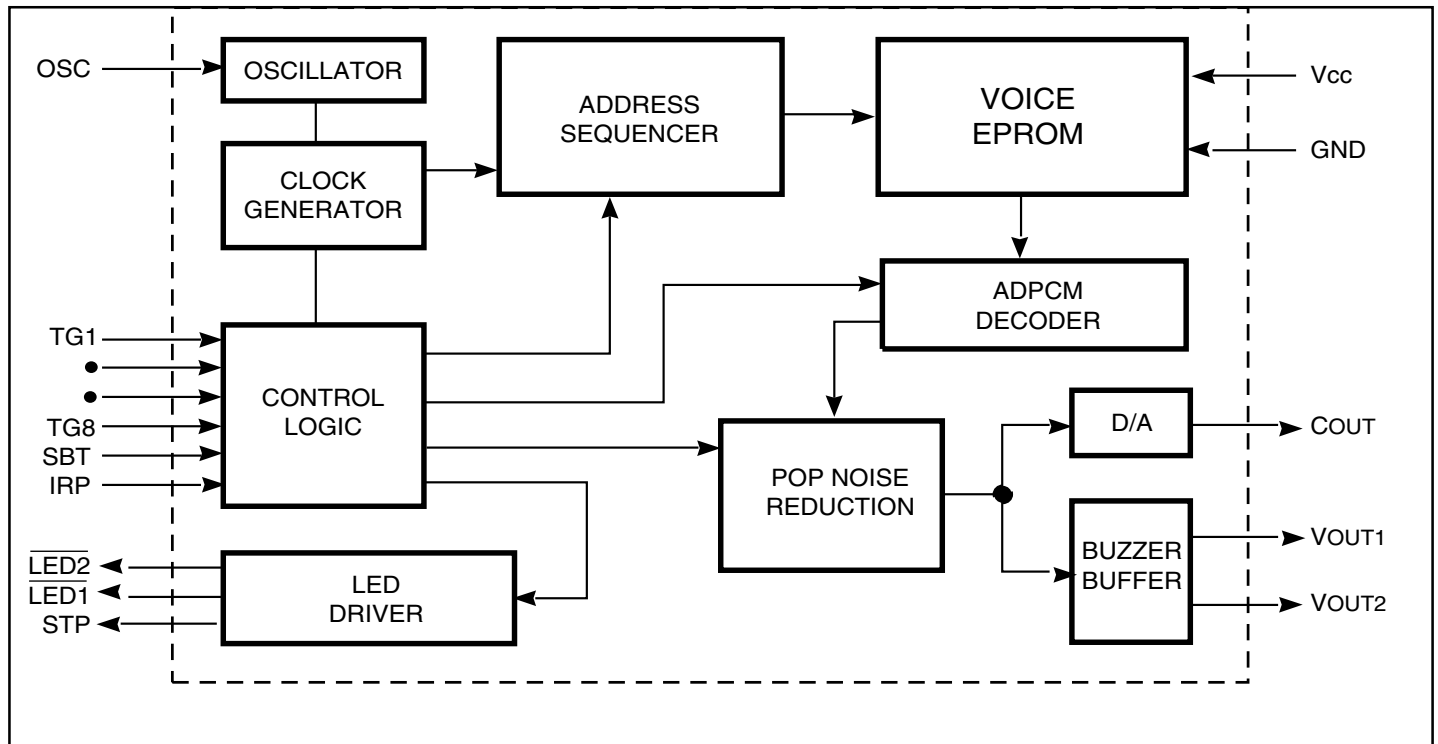 OSC
OSCILLATOR
ADDRESS
SEQUENCER
VOICE
EPROM
Vcc
GND
CLOCK
GENERATOR
ADPCM
DECODER
TG1
TG8
SBT
IRP
CONTROL
LOGIC
POP NOISE
REDUCTION
D/A
COUT
BUZZER
BUFFER
VOUT1
VOUT2
LED2
LED1
STP
LED
DRIVER